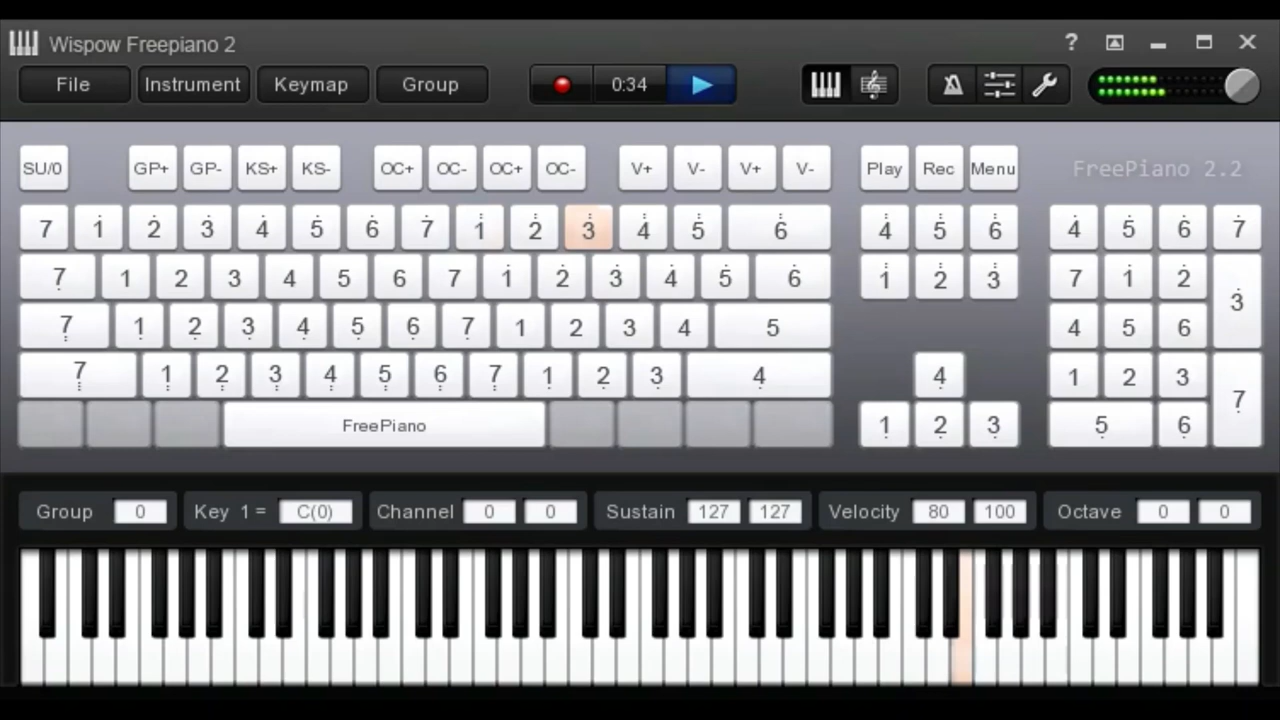 Wispow Freepiano 2 ?
File Instrument Keymap Group 0:34
SU/0 GP+ GP- KS+ KS- OC+ OC- OC+ OC- V+ V- V+ V- Play Rec Menu FreePiano 2.2
7 1 2 3 4 5 6 7 1 2 3 4 5 6 4 5 6 4 5 6 7
7 1 2 3 4 5 6 7 1 2 3 4 5 6 1 2 3 7 1 2 3
7 1 2 3 4 5 6 7 1 2 3 4 5 4 5 6
7 1 2 3 4 5 6 7 1 2 3 4 4 1 2 3 7
FreePiano 1 2 3 5 6
Group 0 Key 1 = C(0) Channel 0 0 Sustain 127 127 Velocity 80 100 Octave 0 0